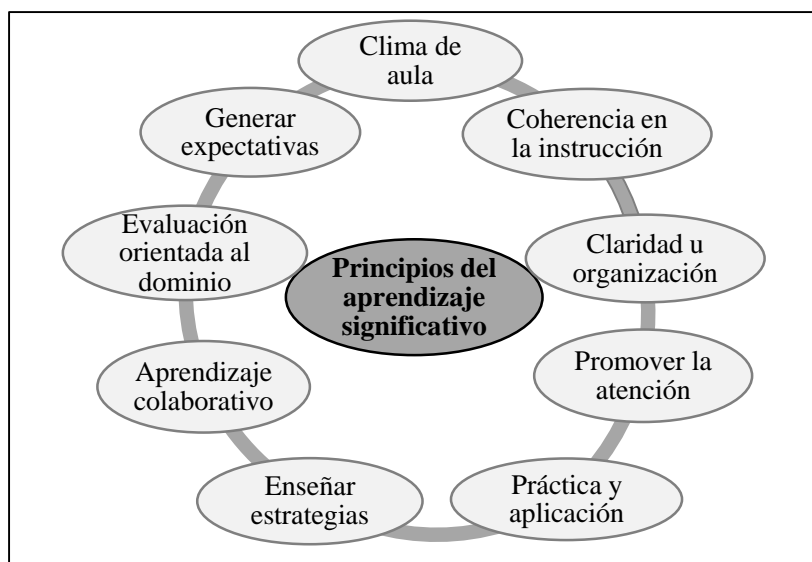 Clima de
aula
Coherencia en
la instrucción
Claridad u
organización
Promover la
atención
Práctica y
aplicación
Enseñar
estrategias
Aprendizaje
colaborativo
Evaluación
orientada al
dominio
Generar
expectativas
Principios del
aprendizaje
significativo